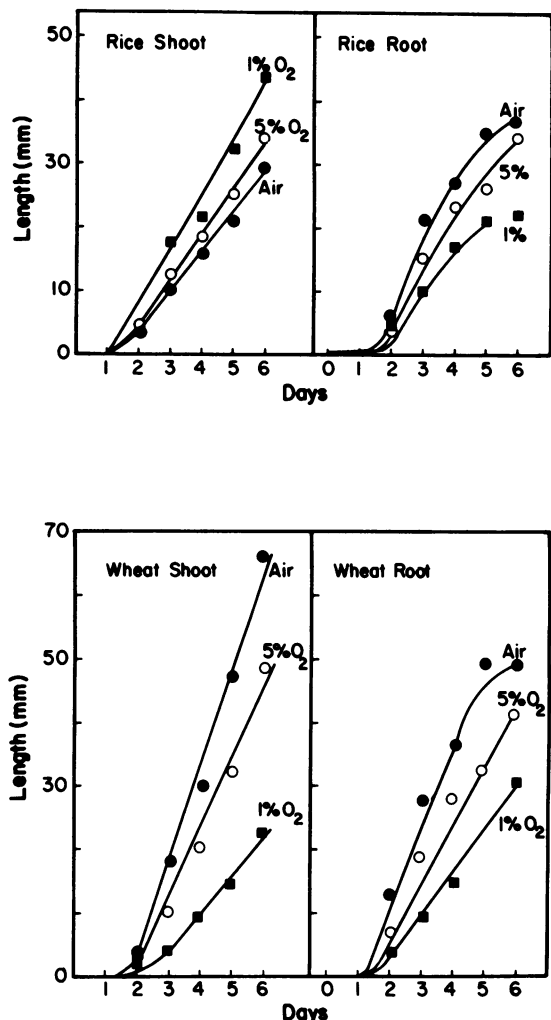 50
30
10
0
Length (mm)
Rice Shoot
1% O2
5% O2
Air
1 2 3 4 5 6
Rice Root
Air
5%
1%
0 1 2 3 4 5 6
Days
70
50
30
10
0
Length (mm)
Wheat Shoot
Air
5%O2
1%O2
1 2 3 4 5 6
Days
Wheat Root
Air
5%O2
1%O2
1 2 3 4 5 6
Days